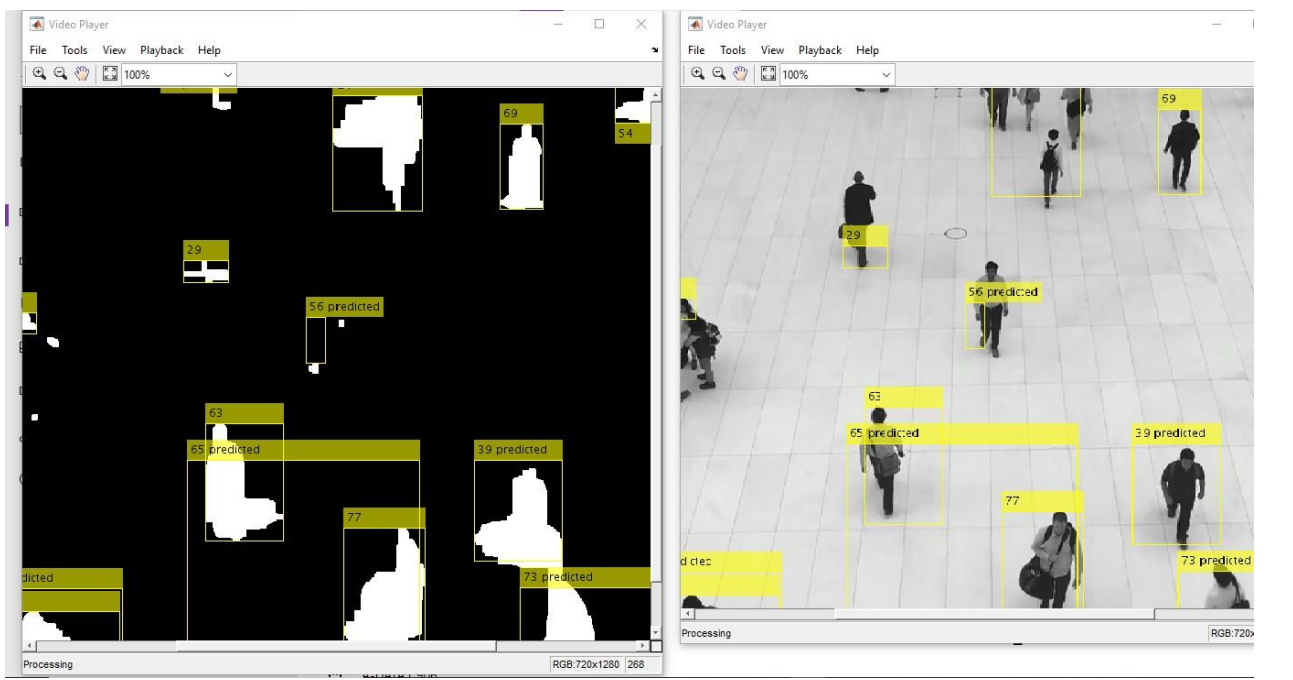 Video Player
File Tools View Playback Help
100%
69
54
29
56 predicted
63
65 predicted
39 predicted
77
dicted
73 predicted
Processing
RGB:720x1280 268
Video Player
File Tools View Playback Help
100%
69
29
56 predicted
63
65 predicted
39 predicted
77
73 predicted
Processing
RGB:720x